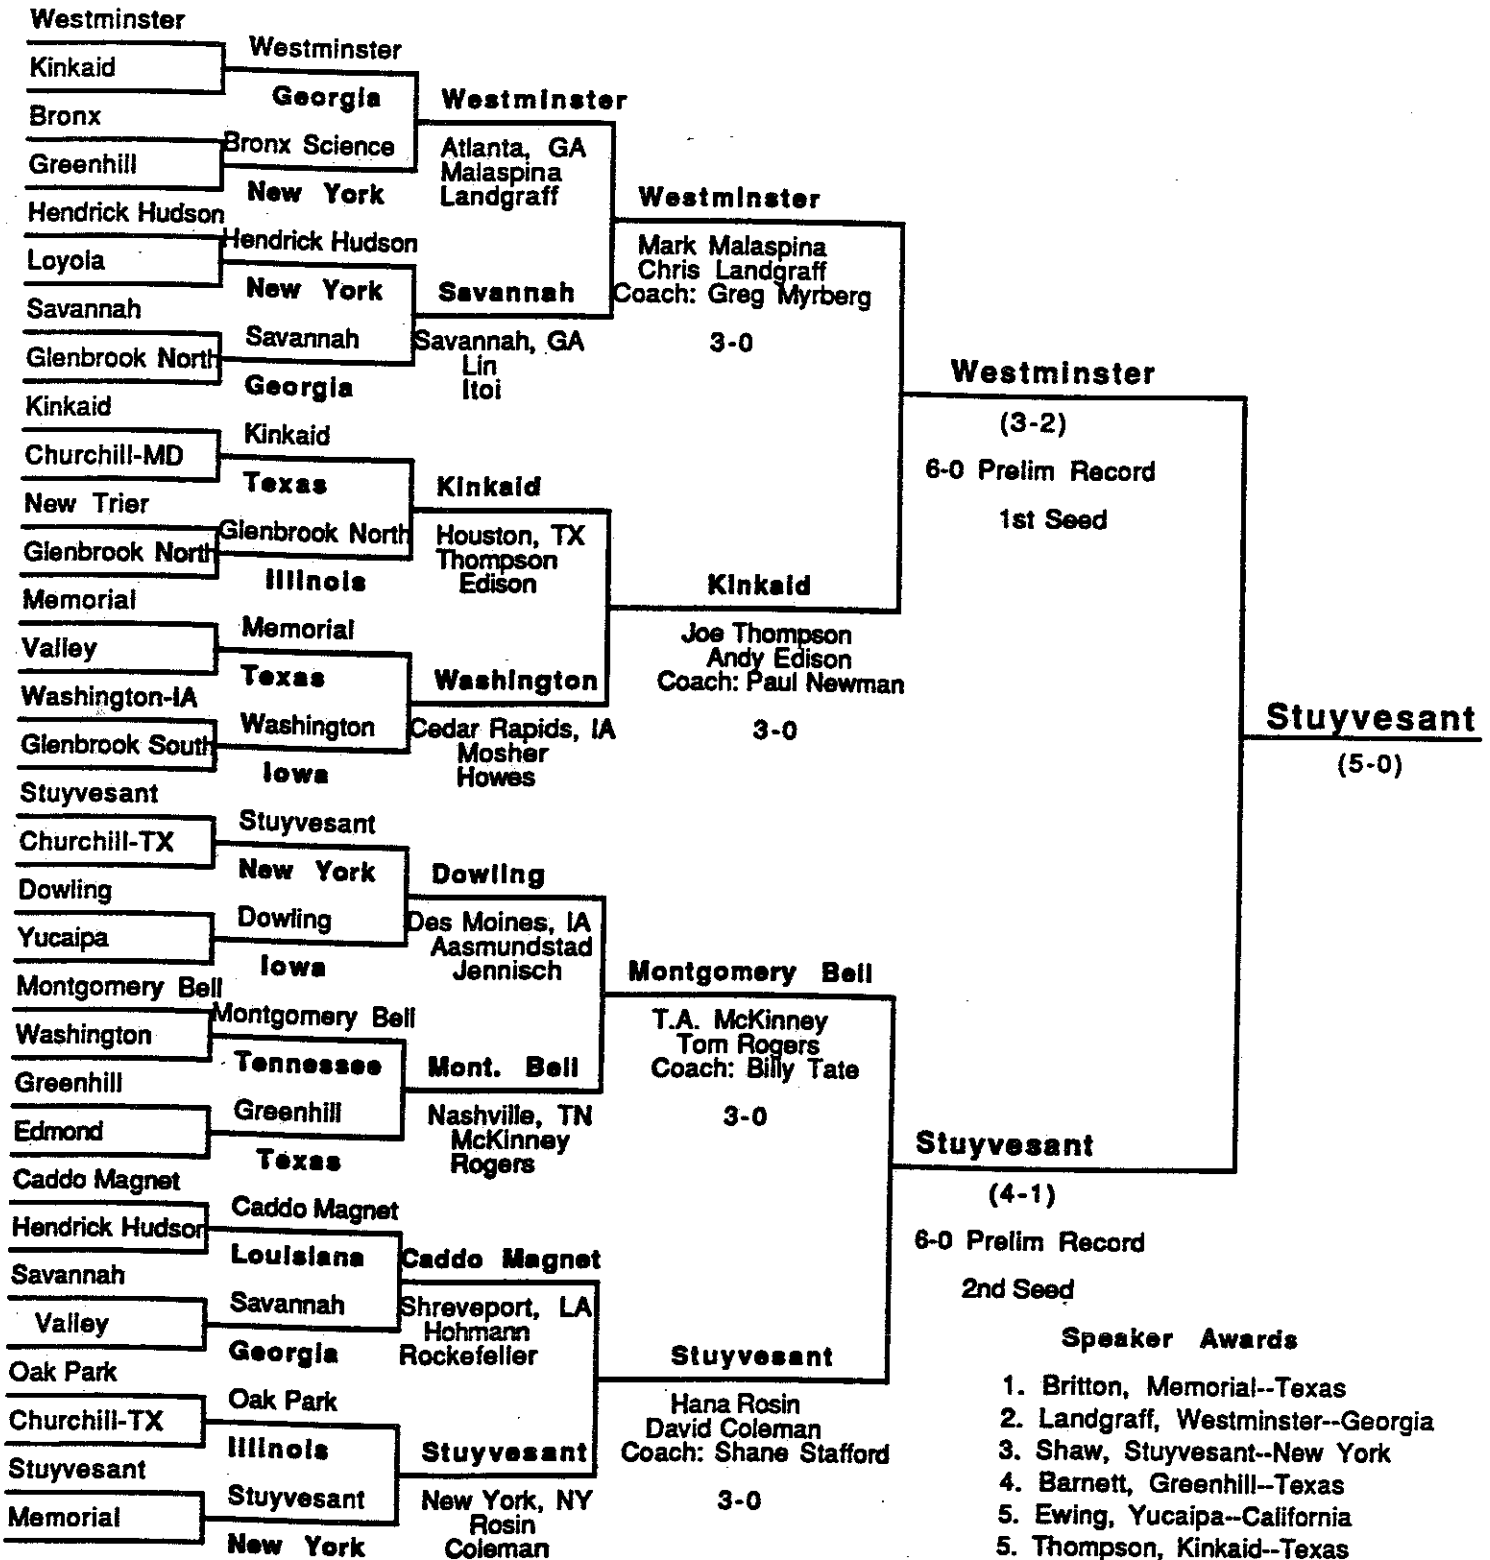 Westminster
Kinkaid
Bronx
Greenhill
Hendrick Hudson
Loyola
Savannah
Glenbrook North
Kinkaid
Churchill-MD
New Trier
Glenbrook North
Memorial
Valley
Washington-IA
Glenbrook South
Stuyvesant
Churchill-TX
Dowling
Yucaipa
Montgomery Bell
Washington
Greenhill
Edmond
Caddo Magnet
Hendrick Hudson
Savannah
Valley
Oak Park
Churchill-TX
Stuyvesant
Memorial
Westminster
Georgia
Bronx Science
New York
Hendrick Hudson
New York
Savannah
Georgia
Kinkaid
Texas
Glenbrook North
Illinois
Memorial
Texas
Washington
Iowa
Stuyvesant
New York
Dowling
Iowa
Montgomery Bell
Tennessee
Greenhill
Texas
Caddo Magnet
Louisiana
Savannah
Georgia
Oak Park
Illinois
Stuyvesant
New York
Westminster
Atlanta, GA
Malaspina
Landgraff
Savannah
Savannah, GA
Lin
Itoi
Kinkaid
Houston, TX
Thompson
Edison
Washington
Cedar Rapids, IA
Mosher
Howes
Dowling
Des Moines, IA
Aasmundstad
Jennisch
Mont. Bell
Nashville, TN
McKinney
Rogers
Caddo Magnet
Shreveport, LA
Hohmann
Rockefeller
Stuyvesant
New York, NY
Rosin
Coleman
Westminster
Mark Malaspina
Chris Landgraff
Coach: Greg Myrberg
3-0
Kinkaid
Joe Thompson
Andy Edison
Coach: Paul Newman
3-0
Montgomery Bell
T.A. McKinney
Tom Rogers
Coach: Billy Tate
3-0
Stuyvesant
Hana Rosin
David Coleman
Coach: Shane Stafford
3-0
Westminster
(3-2)
6-0 Prelim Record
1st Seed
Stuyvesant
(4-1)
6-0 Prelim Record
2nd Seed
Stuyvesant
(5-0)
Speaker Awards
1. Britton, Memorial--Texas
2. Landgraff, Westminster--Georgia
3. Shaw, Stuyvesant--New York
4. Barnett, Greenhill--Texas
5. Ewing, Yucaipa--California
5. Thompson, Kinkaid--Texas